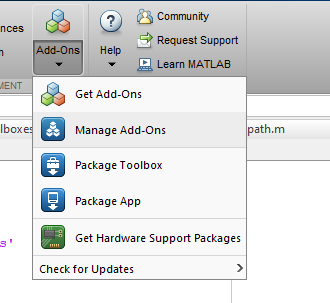 nces
Community
Request Support
Add-Ons
Help
Learn MATLAB
MENT
Get Add-Ons
Manage Add-Ons
lboxes
path.m
Package Toolbox
Package App
s'
Get Hardware Support Packages
Check for Updates